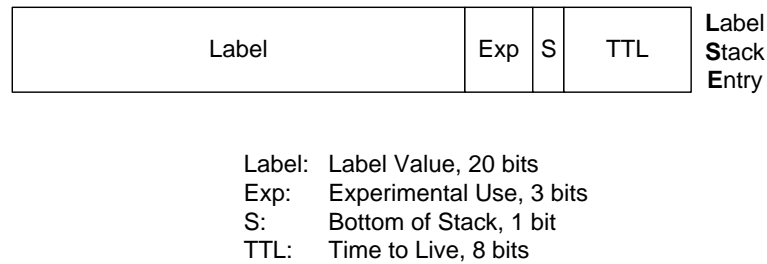 Label Exp S TTL
Label
Stack
Entry
Label: Label Value, 20 bits
Exp: Experimental Use, 3 bits
S: Bottom of Stack, 1 bit
TTL: Time to Live, 8 bits